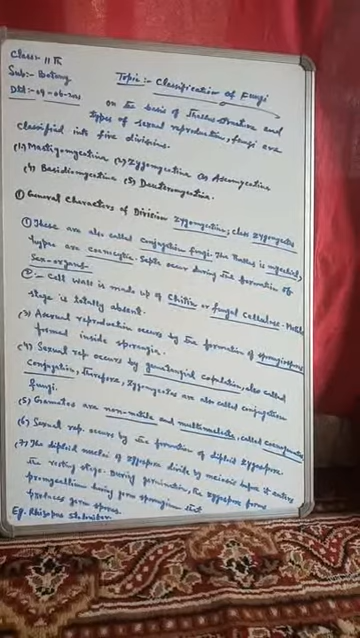 Class:- 11th
Sub:- Botany
Dtd:- 09-06-2021
Topic:- Classification of Fungi
on the basis of Thallus structure and
types of sexual reproduction, fungi are
classified into five divisions.
(1) Mastigomycotina (2) Zygomycotina (3) Ascomycotina
(4) Basidiomycotina (5) Deuteromycotina.
General Characters of Division Zygomycotina, class Zygomycetes
(1) These are also called conjugation fungi. The Thallus is mycelial,
hyphae are coenocytic. Septa occur during the formation of
Sex-organs
(2):- Cell wall is made up of Chitin or fungal Cellulose. Motile
stage is totally absent.
(3) Asexual reproduction occurs by the formation of sporangiospores
formed inside sporangia.
(4) Sexual rep occurs by gametangial copulation, also called
Conjugation, therefore, zygomycetes are also called conjugation
fungi.
(5) Gametes are non-motile and multinucleate, called coenogametes
(6) Sexual rep. occurs by the formation of diploid zygospore
(7) The diploid nuclei of zygospore divide by meiosis before it enters
the resting stage. During germination, the zygospore forms
promycelium bearing germ sporangium that
produces germ spores.
Eg. Rhizopus stolonifer